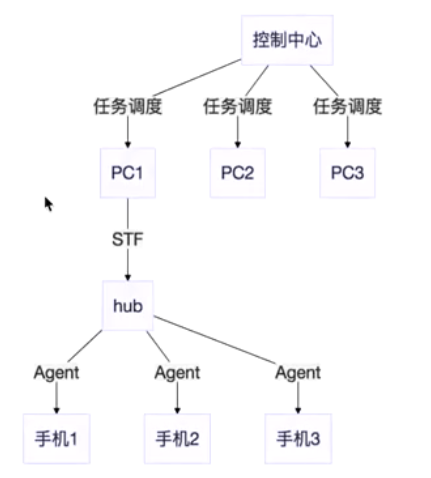 控制中心
任务调度 任务调度 任务调度
PC1 PC2 PC3
STF
hub
Agent Agent Agent
手机1 手机2 手机3